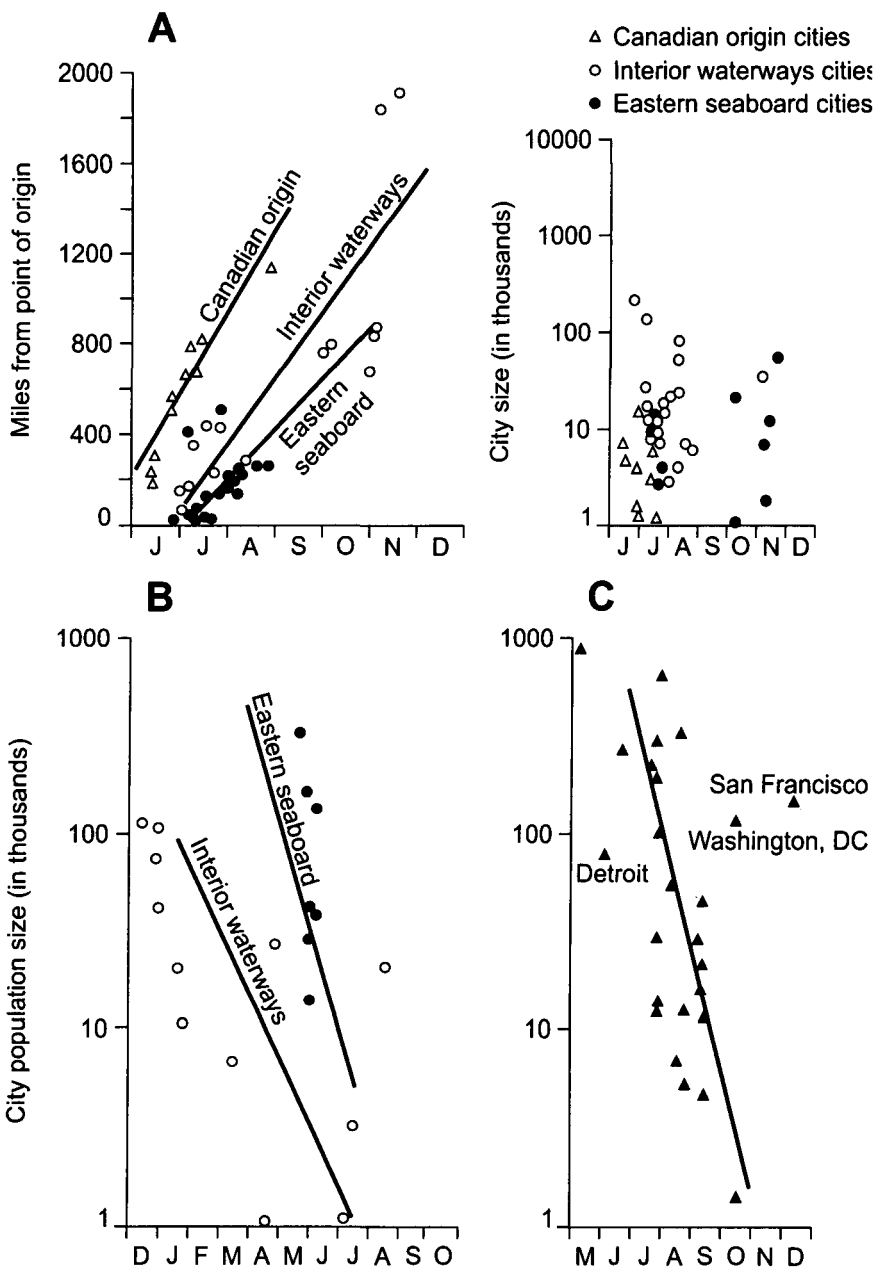 A
Canadian origin cities
Interior waterways cities
Eastern seaboard cities
Miles from point of origin
2000
1600
1200
800
400
0
Canadian origin
Interior waterways
Eastern
seaboard
J J A S O N D
City size (in thousands)
10000
1000
100
10
1
J J A S O N D
B
City population size (in thousands)
1000
100
10
1
Eastern seaboard
Interior waterways
D J F M A M J J A S O
C
1000
100
10
1
San Francisco
Washington, DC
Detroit
M J J A S O N D